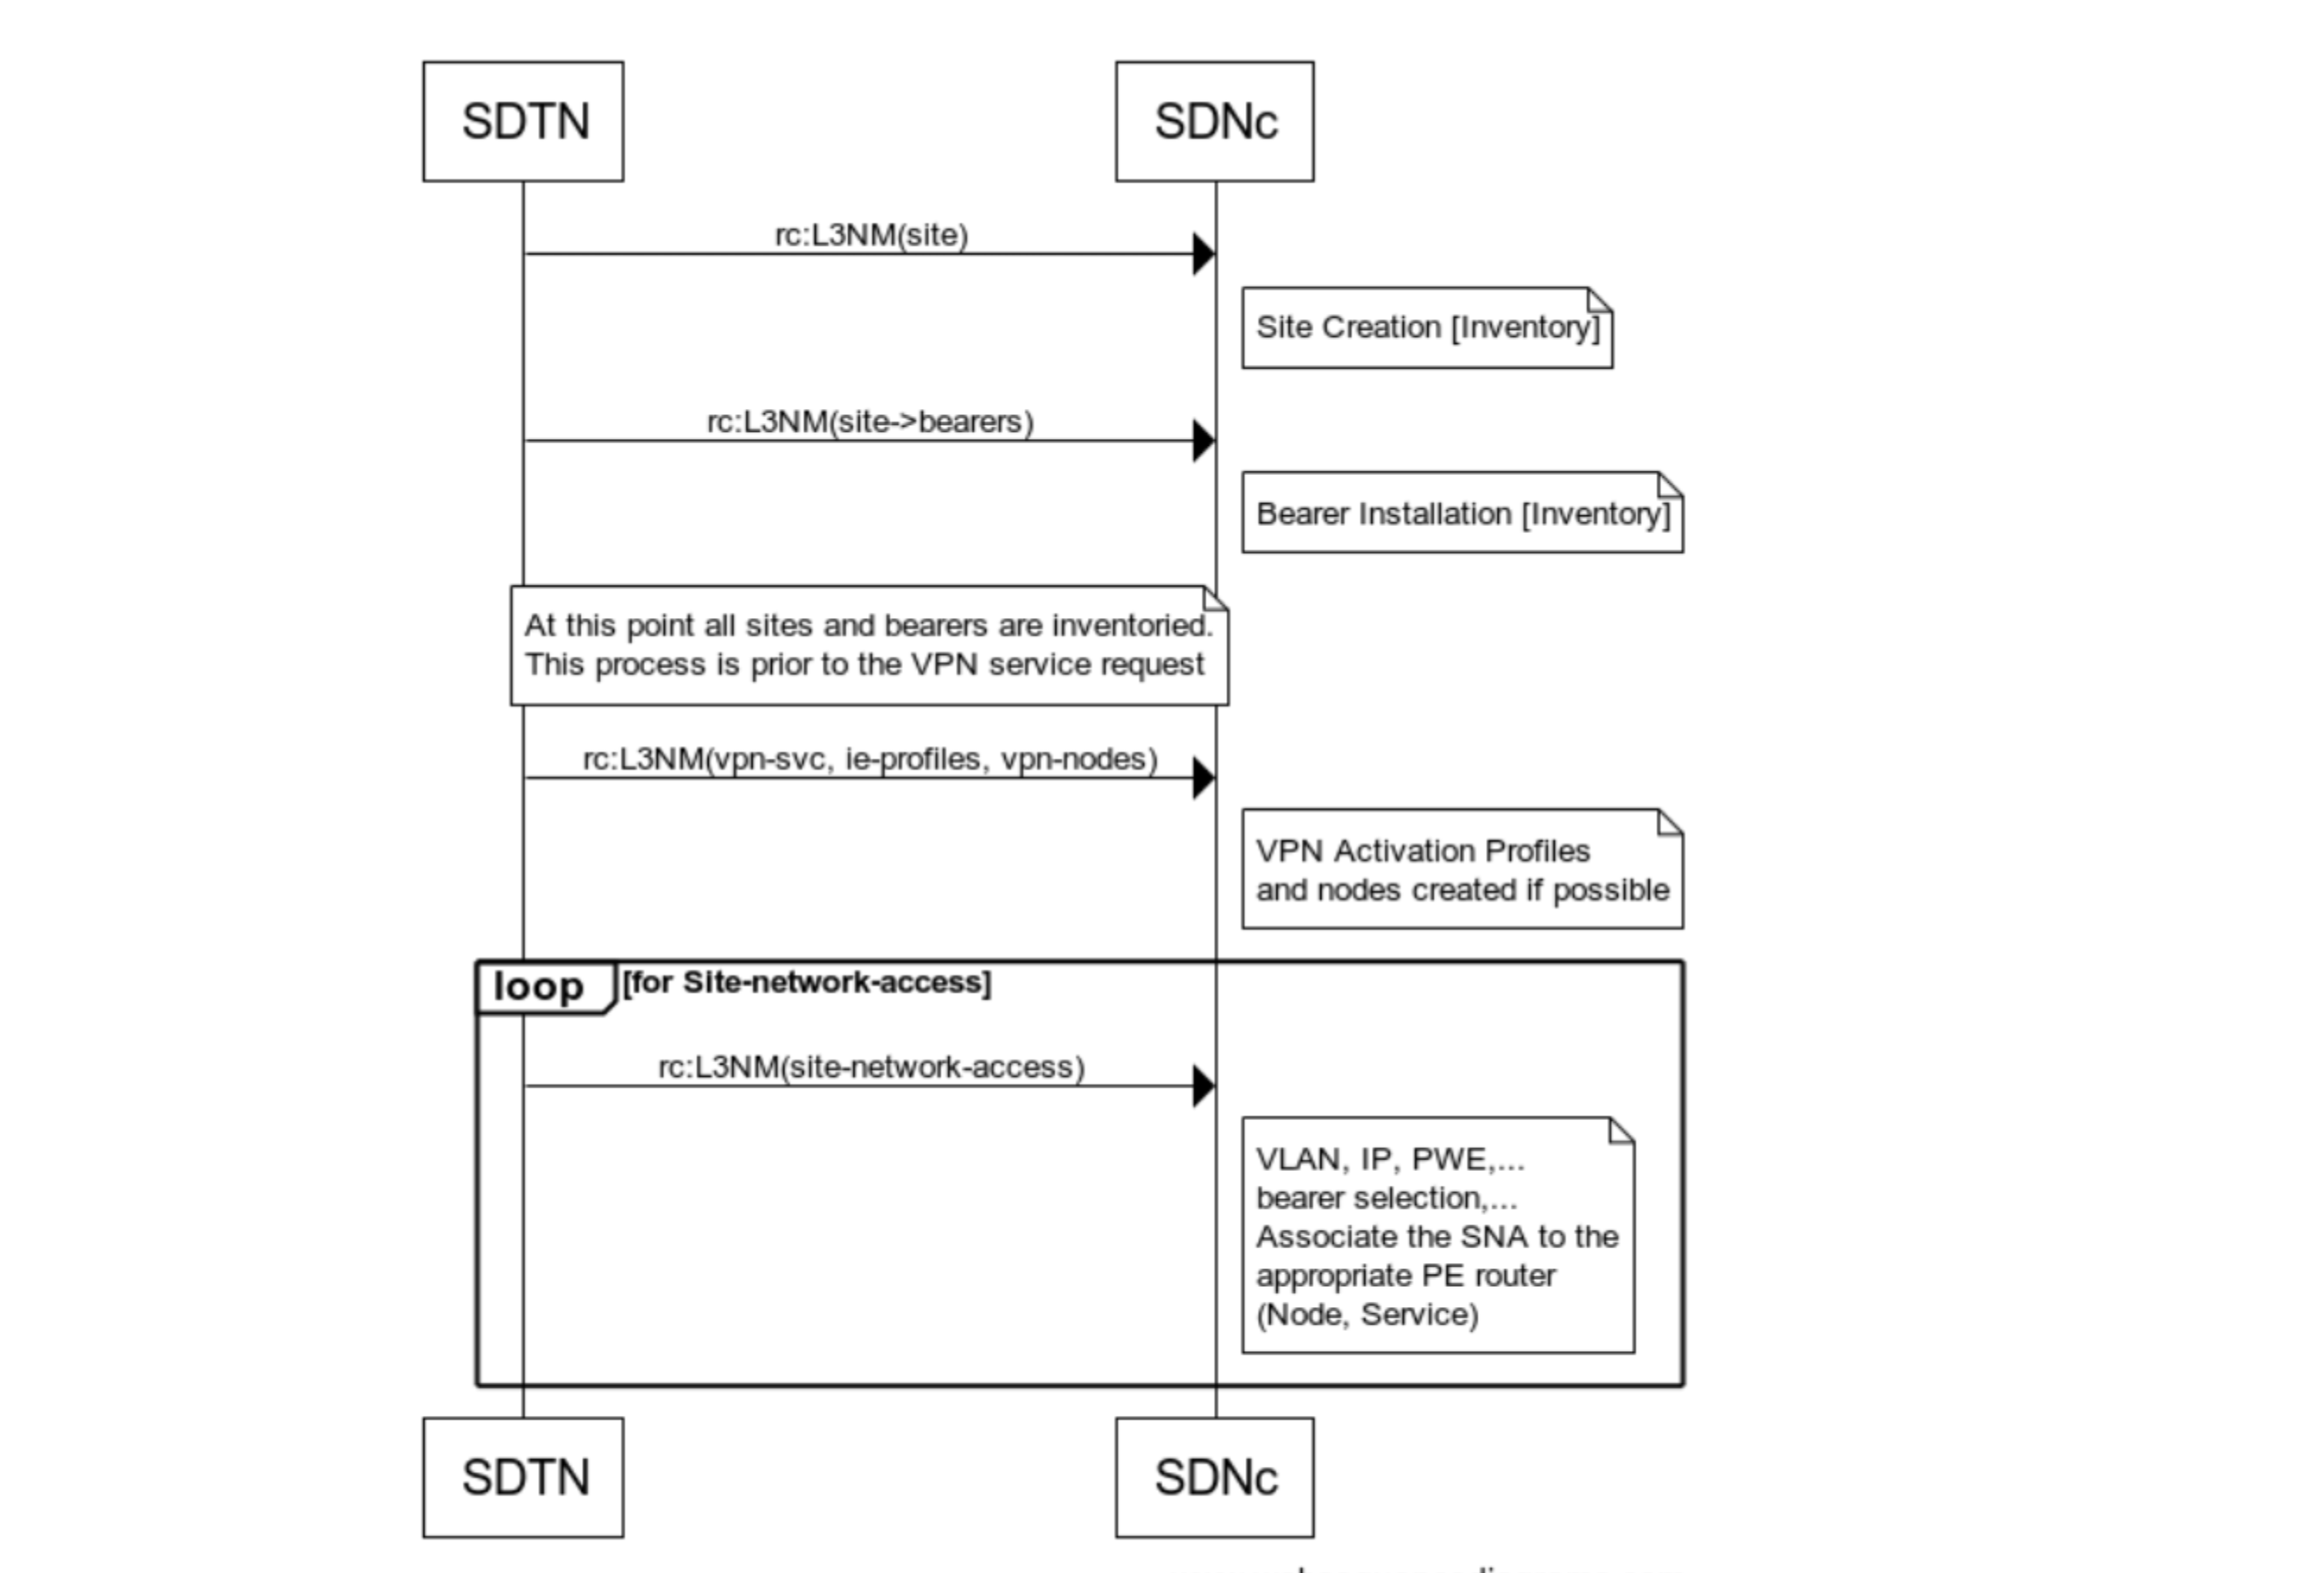 SDTN
SDNc
rc:L3NM(site)
Site Creation [Inventory]
rc:L3NM(site->bearers)
Bearer Installation [Inventory]
At this point all sites and bearers are inventoried.
This process is prior to the VPN service request
rc:L3NM(vpn-svc, ie-profiles, vpn-nodes)
VPN Activation Profiles
and nodes created if possible
loop
[for Site-network-access]
rc:L3NM(site-network-access)
VLAN, IP, PWE,...
bearer selection,...
Associate the SNA to the
appropriate PE router
(Node, Service)
SDTN
SDNc